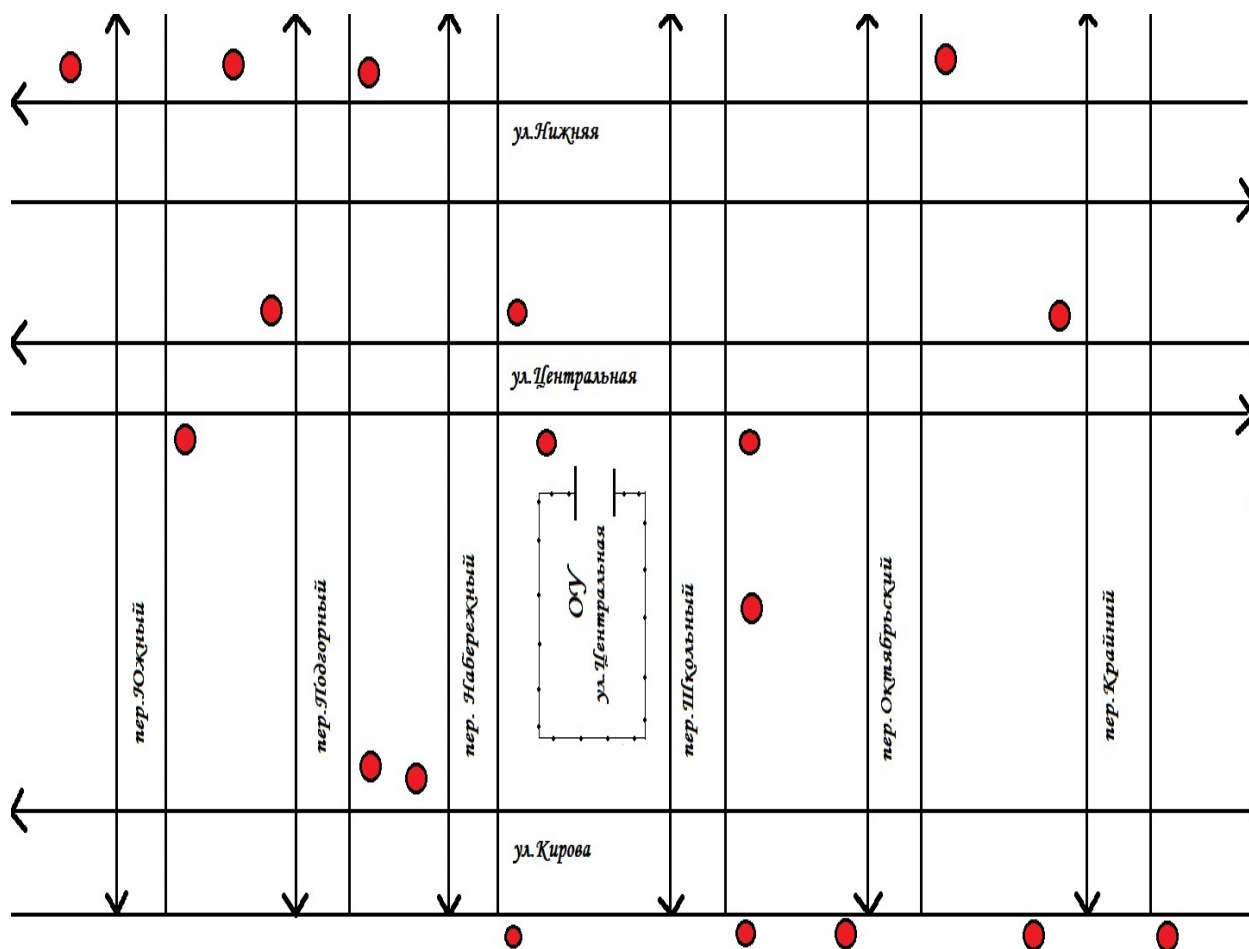 ул.Нижняя
ул.Центральная
пер.Южный
пер.Подгорный
пер. Набережный
ОУ
ул.Центральная
пер.Школьный
пер.Октябрьский
пер.Крайний
ул.Кирова